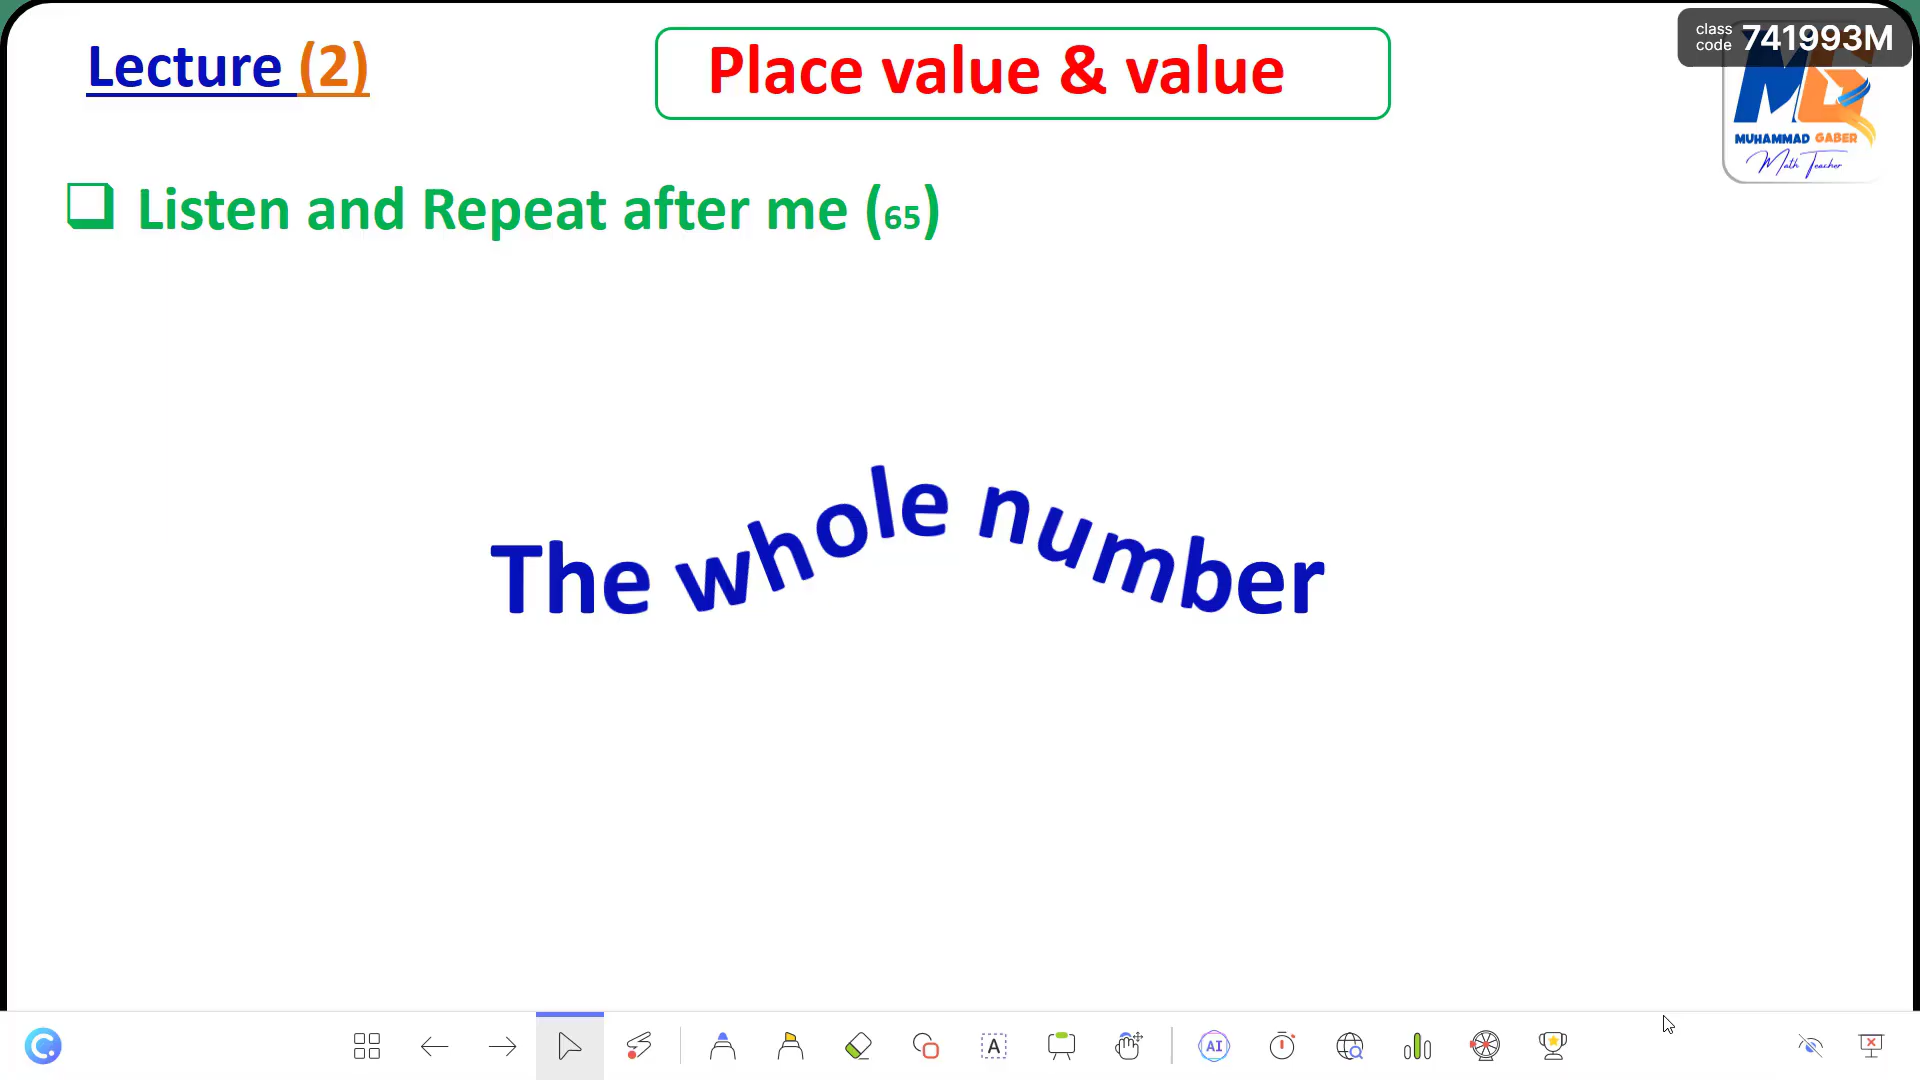 Lecture (2)
Place value & value
class code 741993M
MUHAMMAD GABER
Math Teacher
❑ Listen and Repeat after me (65)
The whole number
A
AI